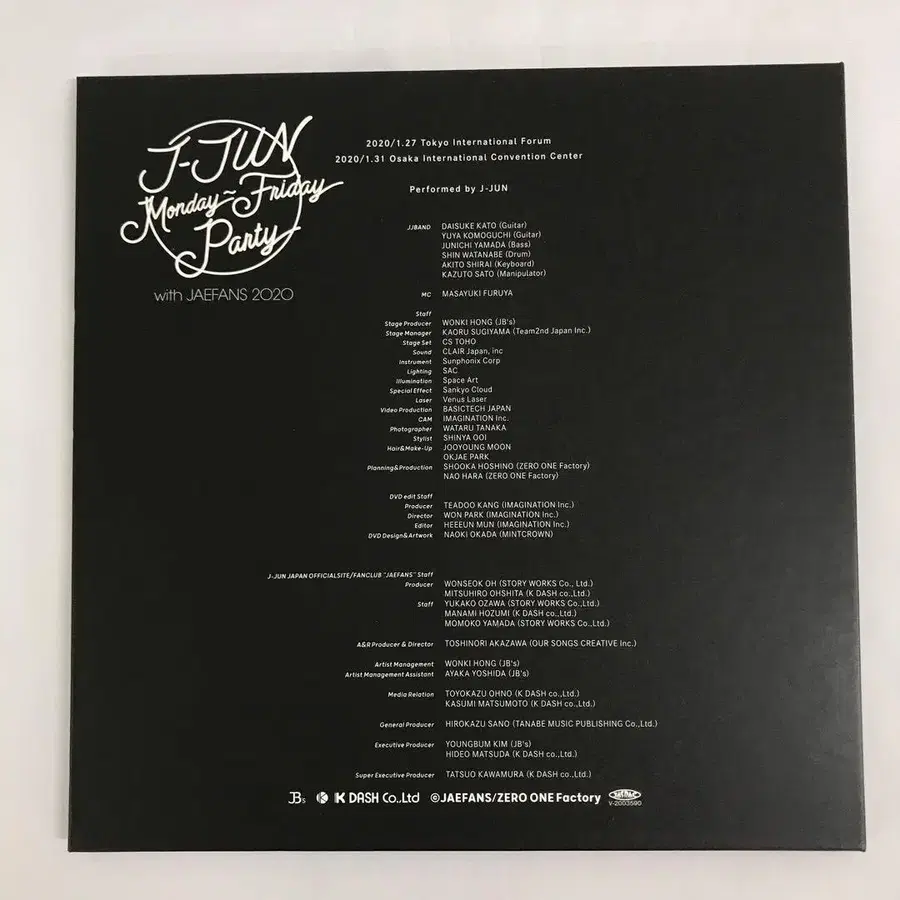 J-JUN
Monday~Friday
Party
with JAEFANS 2020
2020/1.27 Tokyo International Forum
2020/1.31 Osaka International Convention Center
Performed by J-JUN
JJBAND DAISUKE KATO (Guitar)
YUYA KOMOGUCHI (Guitar)
JUNICHI YAMADA (Bass)
SHIN WATANABE (Drum)
AKITO SHIRAI (Keyboard)
KAZUTO SATO (Manipulator)
MC MASAYUKI FURUYA
Staff
Stage Producer WONKI HONG (JB's)
Stage Manager KAORU SUGIYAMA (Team2nd Japan Inc.)
Stage Set CS TOHO
Sound CLAIR Japan, inc
Instrument Sunphonix Corp
Lighting SAC
Illumination Space Art
Special Effect Sankyo Cloud
Laser Venus Laser
Video Production BASICTECH JAPAN
CAM IMAGINATION Inc.
Photographer WATARU TANAKA
Stylist SHINYA OOI
Hair&Make-Up JOOYOUNG MOON
OKJAE PARK
Planning&Production SHOOKA HOSHINO (ZERO ONE Factory)
NAO HARA (ZERO ONE Factory)
DVD edit Staff
Producer TEADOO KANG (IMAGINATION Inc.)
Director WON PARK (IMAGINATION Inc.)
Editor HEEEUN MUN (IMAGINATION Inc.)
DVD Design&Artwork NAOKI OKADA (MINTCROWN)
J-JUN JAPAN OFFICIALSITE/FANCLUB "JAEFANS" Staff
Producer WONSEOK OH (STORY WORKS Co., Ltd.)
MITSUHIRO OHSHITA (K DASH co.,Ltd.)
Staff YUKAKO OZAWA (STORY WORKS Co.,Ltd.)
MANAMI HOZUMI (K DASH co.,Ltd.)
MOMOKO YAMADA (STORY WORKS Co.,Ltd.)
A&R Producer & Director TOSHINORI AKAZAWA (OUR SONGS CREATIVE Inc.)
Artist Management WONKI HONG (JB's)
Artist Management Assistant AYAKA YOSHIDA (JB's)
Media Relation TOYOKAZU OHNO (K DASH co.,Ltd.)
KASUMI MATSUMOTO (K DASH co.,Ltd.)
General Producer HIROKAZU SANO (TANABE MUSIC PUBLISHING Co.,Ltd.)
Executive Producer YOUNGBUM KIM (JB's)
HIDEO MATSUDA (K DASH co.,Ltd.)
Super Executive Producer TATSUO KAWAMURA (K DASH co.,Ltd.)
JB's K DASH Co.,Ltd ©JAEFANS/ZERO ONE Factory
V-2003590